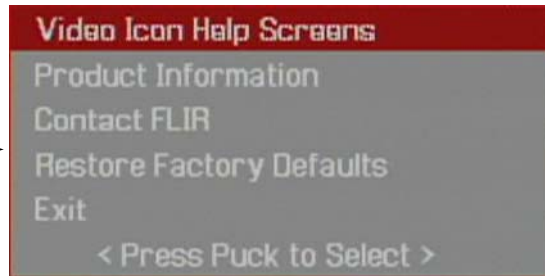 Video Icon Help Screens
Product Information
Contact FLIR
Restore Factory Defaults
Exit
< Press Puck to Select >